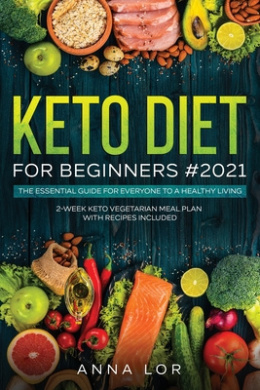 KETO DIET
FOR BEGINNERS #2021
THE ESSENTIAL GUIDE FOR EVERYONE TO A HEALTHY LIVING
2-WEEK KETO VEGETARIAN MEAL PLAN
WITH RECIPES INCLUDED
ANNA LOR